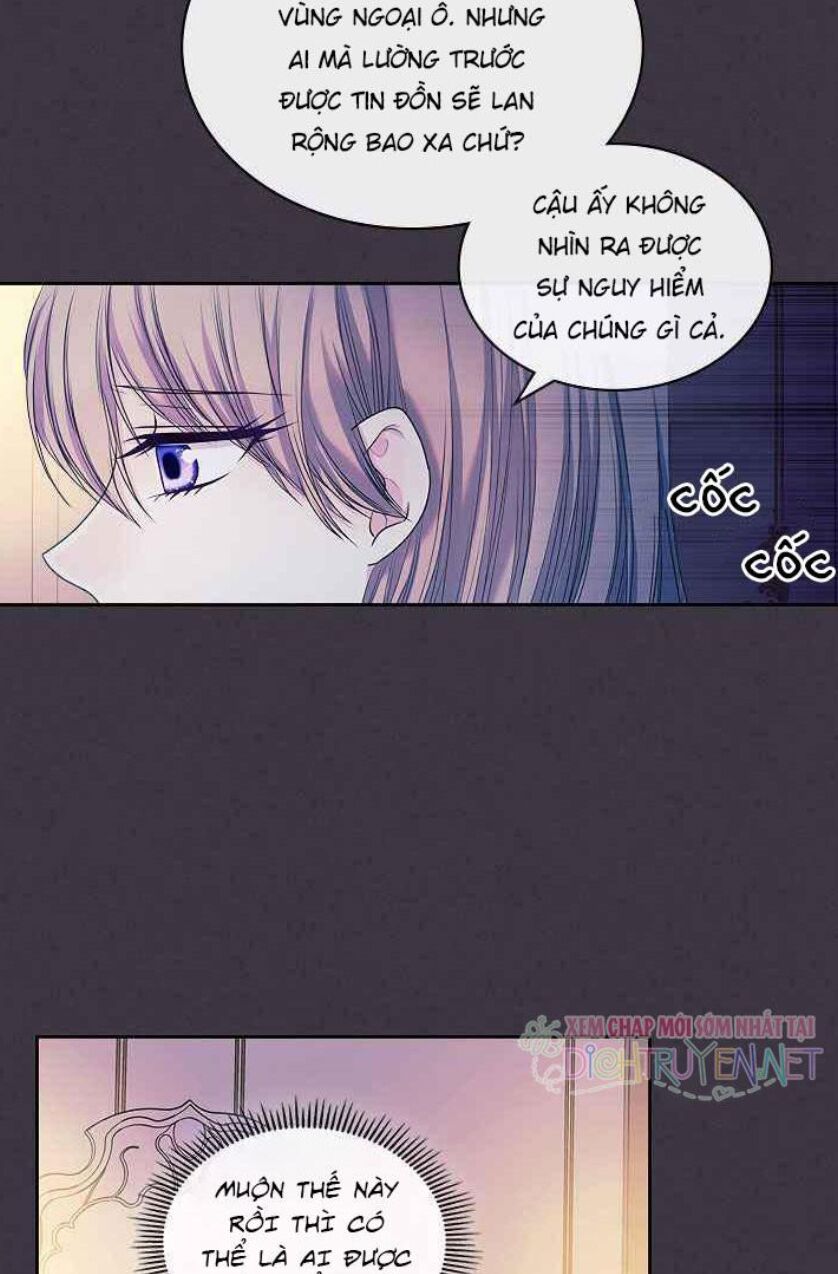 VÙNG NGOẠI Ô. NHƯNG
AI MÀ LƯỜNG TRƯỚC
ĐƯỢC TIN ĐỒN SẼ LAN
RỘNG BAO XA CHỨ?
CẬU ẤY KHÔNG
NHÌN RA ĐƯỢC
SỰ NGUY HIỂM
CỦA CHÚNG GÌ CẢ.
CỐC
CỐC
XEM CHAP MỚI SỚM NHẤT TẠI
DICHTRUYEN.NET
MUỘN THẾ NÀY
RỒI THÌ CÓ
THỂ LÀ AI ĐƯỢC